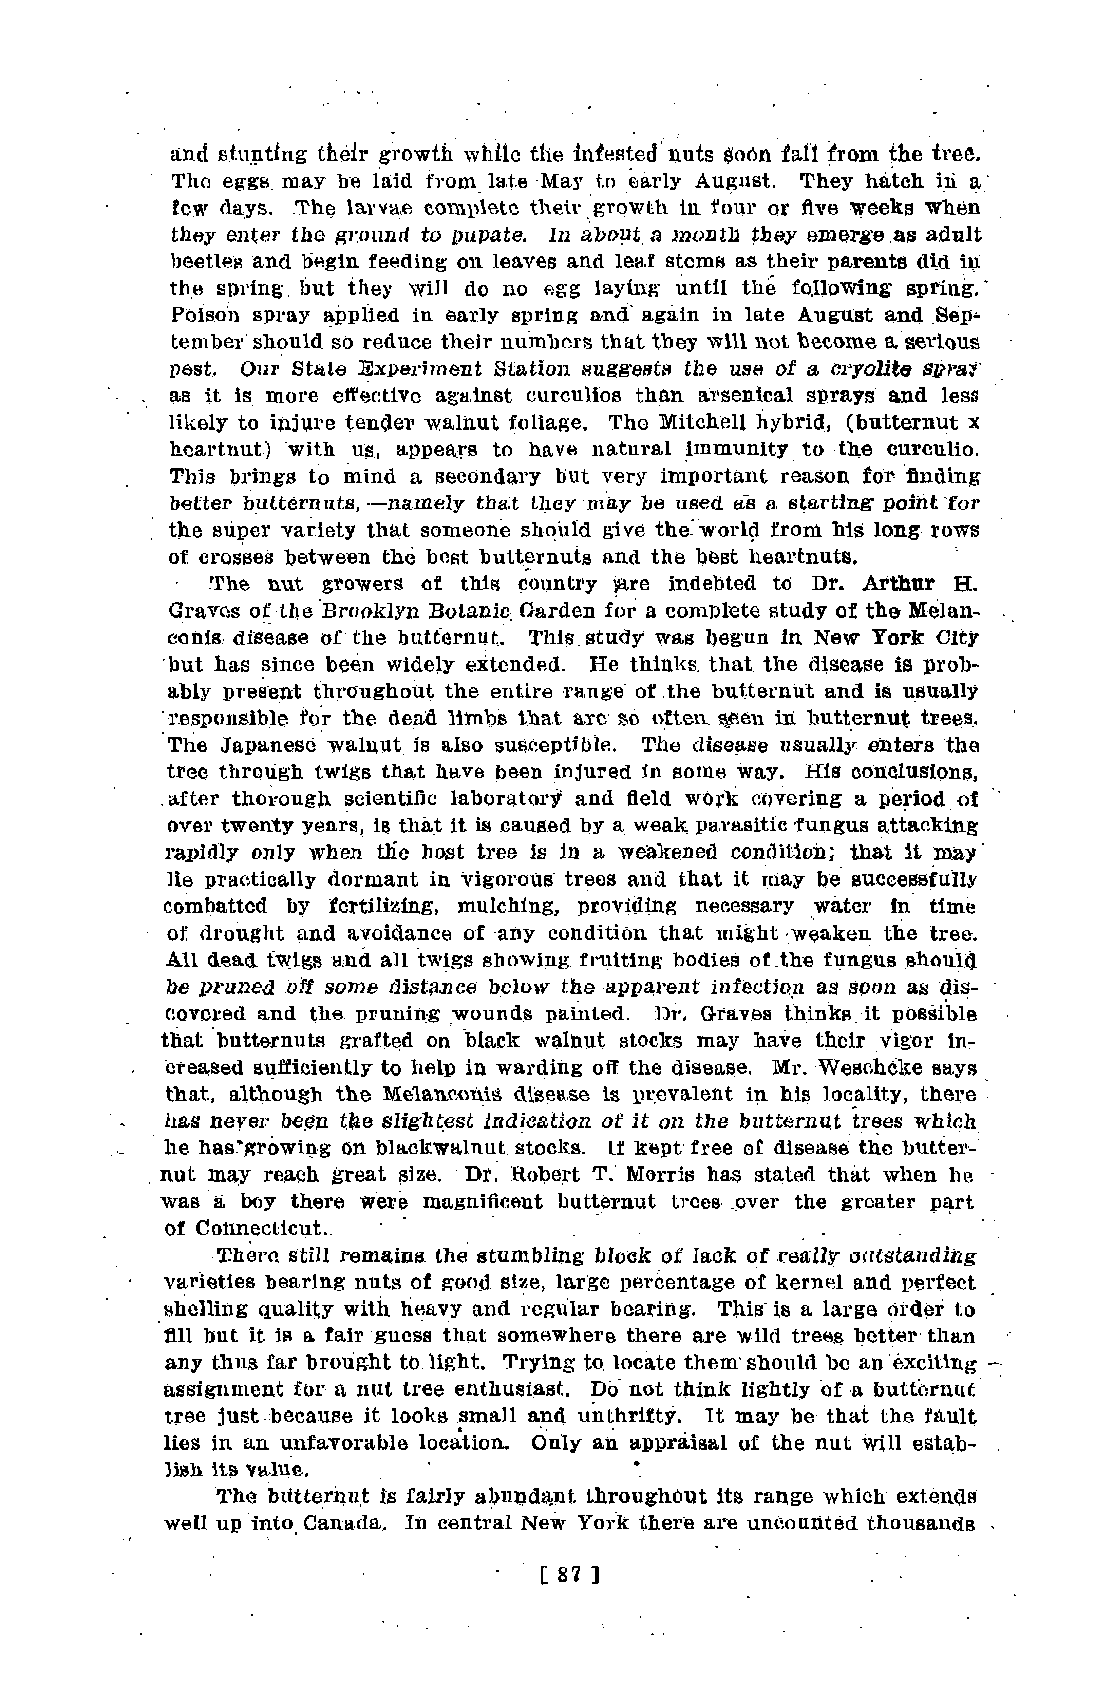 and stunting their growth while the infested nuts soon fall from the tree.
The eggs may be laid from late May to early August. They hatch in a
few days. The larvae complete their growth in four or five weeks when
they enter the ground to pupate. In about a month they emerge as adult
beetles and begin feeding on leaves and leaf stems as their parents did in
the spring but they will do no egg laying until the following spring.
Poison spray applied in early spring and again in late August and Sep-
tember should so reduce their numbers that they will not become a serious
pest. Our State Experiment Station suggests the use of a cryolite spray
as it is more effective against curculios than arsenical sprays and less
likely to injure tender walnut foliage. The Mitchell hybrid, (butternut x
heartnut) with us, appears to have natural immunity to the curculio.
This brings to mind a secondary but very important reason for finding
better butternuts,—namely that they may be used as a starting point for
the super variety that someone should give the world from his long rows
of crosses between the best butternuts and the best heartnuts.
The nut growers of this country are indebted to Dr. Arthur H.
Graves of the Brooklyn Botanic Garden for a complete study of the Melan-
conis disease of the butternut. This study was begun in New York City
but has since been widely extended. He thinks that the disease is prob-
ably present throughout the entire range of the butternut and is usually
responsible for the dead limbs that are so often seen in butternut trees.
The Japanese walnut is also susceptible. The disease usually enters the
tree through twigs that have been injured in some way. His conclusions,
after thorough scientific laboratory and field work covering a period of
over twenty years, is that it is caused by a weak parasitic fungus attacking
rapidly only when the host tree is in a weakened condition; that it may
lie practically dormant in vigorous trees and that it may be successfully
combatted by fertilizing, mulching, providing necessary water in time
of drought and avoidance of any condition that might weaken the tree.
All dead twigs and all twigs showing fruiting bodies of the fungus should
be pruned off some distance below the apparent infection as soon as dis-
covered and the pruning wounds painted. Dr. Graves thinks it possible
that butternuts grafted on black walnut stocks may have their vigor in-
creased sufficiently to help in warding off the disease. Mr. Weschcke says
that, although the Melanconis disease is prevalent in his locality, there
has never been the slightest indication of it on the butternut trees which
he has growing on blackwalnut stocks. If kept free of disease the butter-
nut may reach great size. Dr. Robert T. Morris has stated that when he
was a boy there were magnificent butternut trees over the greater part
of Connecticut.
There still remains the stumbling block of lack of really outstanding
varieties bearing nuts of good size, large percentage of kernel and perfect
shelling quality with heavy and regular bearing. This is a large order to
fill but it is a fair guess that somewhere there are wild trees better than
any thus far brought to light. Trying to locate them should be an exciting
assignment for a nut tree enthusiast. Do not think lightly of a butternut
tree just because it looks small and unthrifty. It may be that the fault
lies in an unfavorable location. Only an appraisal of the nut will estab-
lish its value.
The butternut is fairly abundant throughout its range which extends
well up into Canada. In central New York there are uncounted thousands
[ 87 ]